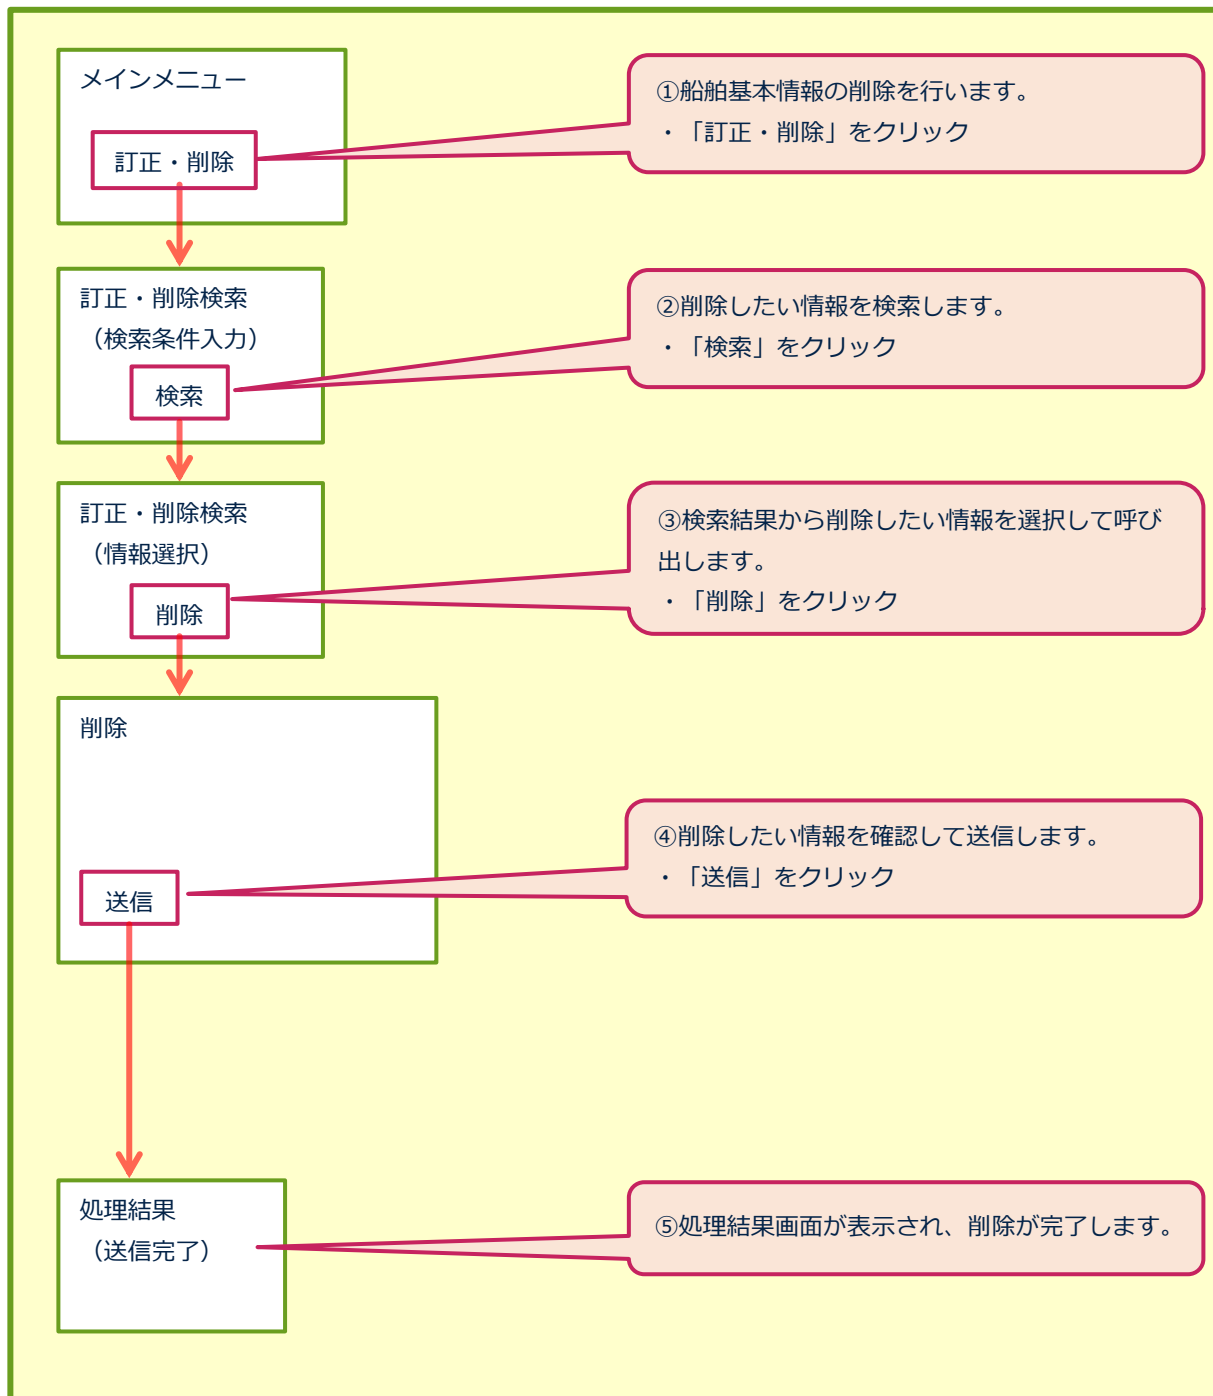 メインメニュー
訂正・削除
①船舶基本情報の削除を行います。
・「訂正・削除」をクリック
訂正・削除検索
（検索条件入力）
検索
②削除したい情報を検索します。
・「検索」をクリック
訂正・削除検索
（情報選択）
削除
③検索結果から削除したい情報を選択して呼び
出します。
・「削除」をクリック
削除
送信
④削除したい情報を確認して送信します。
・「送信」をクリック
処理結果
（送信完了）
⑤処理結果画面が表示され、削除が完了します。